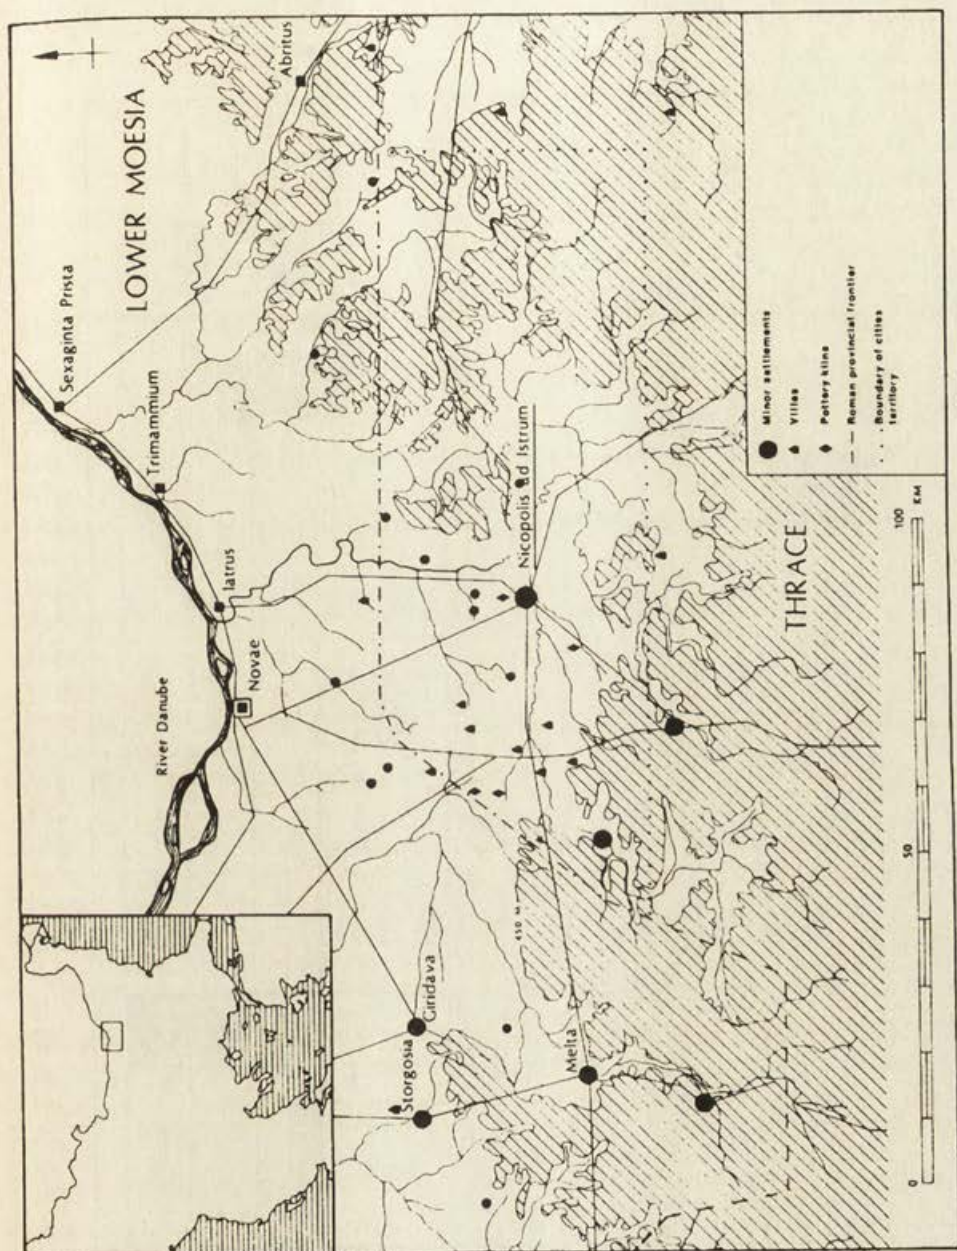 LOWER MOESIA
Sexaginta Prista
Abritus
Trimammium
Iatrus
Novae
River Danube
Nicopolis ad Istrum
Giridava
Storgosia
Melta
450 M
THRACE
Minor settlements
Villas
Pottery kilns
Roman provincial frontier
Boundary of cities
territory
0
50
100
KM